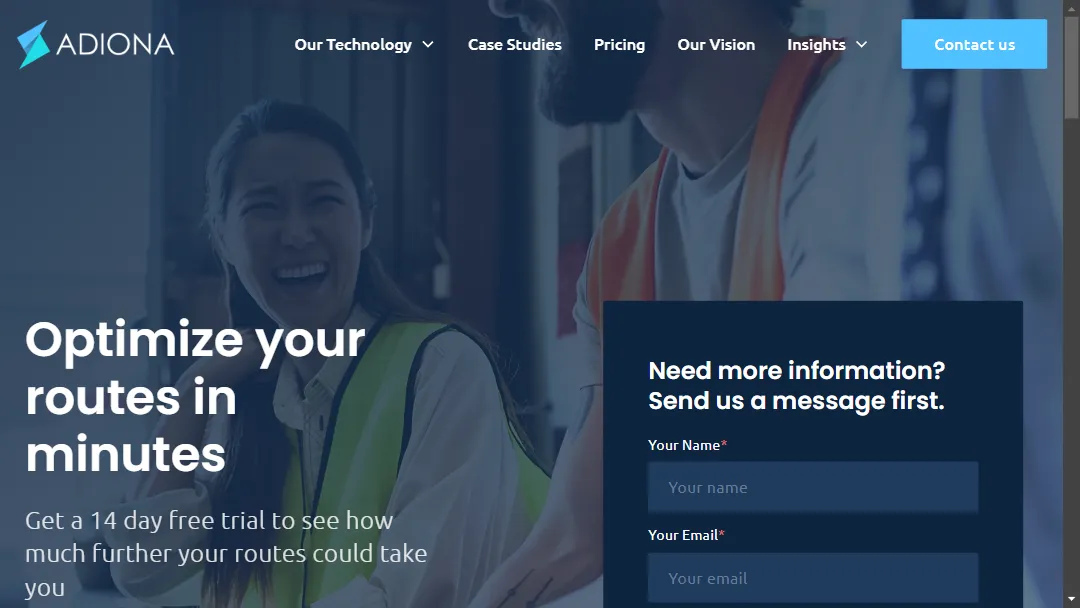 ADIONA
Our Technology
Case Studies
Pricing
Our Vision
Insights
Contact us
Optimize your
routes in
minutes
Get a 14 day free trial to see how
much further your routes could take
you
Need more information?
Send us a message first.
Your Name*
Your name
Your Email*
Your email